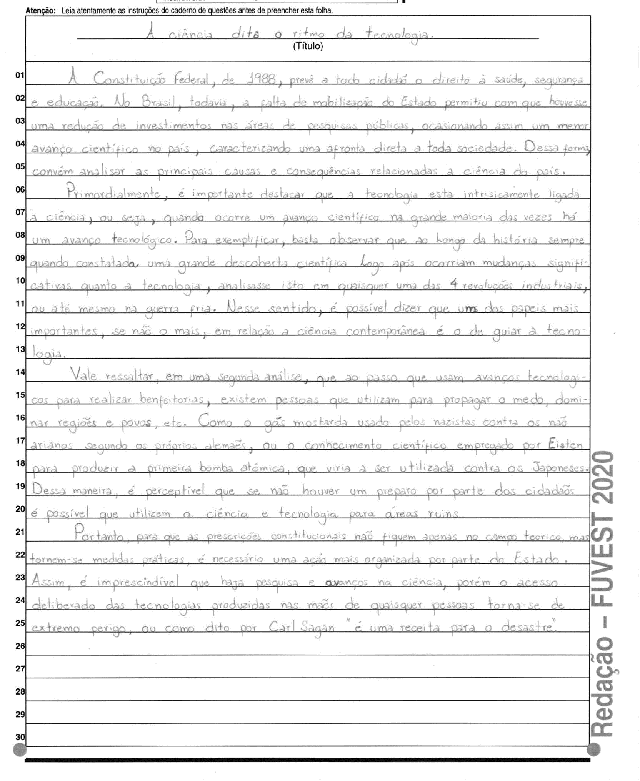 Atenção: Leia atentamente as instruções do caderno de questões antes de preencher esta folha.
A ciência dita o ritmo da tecnologia.
(Título)
01 A Constituição Federal, de 1988, prevê a todo cidadã o direito à saúde, segurança
02 e educação. No Brasil, todavia, a falta de mobilização do Estado permitiu com que houvesse
03 uma redução de investimentos nas áreas de pesquisas públicas, ocasionando assim um menor
04 avanço científico no país, caracterizando uma afronta direta a toda sociedade. Dessa forma,
05 convém analisar as principais causas e consequências relacionadas a ciência do país.
06 Primordialmente, é importante destacar que a tecnologia esta intrisicamente ligada
07 à ciência, ou seja, quando ocorre um avanço científico na grande maioria das vezes há
08 um avanço tecnológico. Para exemplificar, basta observar que ao longo da história sempre
09 quando constatada uma grande descoberta científica logo após ocorriam mudanças signifi-
10 cativas quanto a tecnologia, analisasse isto em quaisquer uma das 4 revoluções industriais,
11 ou até mesmo na guerra fria. Nesse sentido, é possível dizer que um dos papeis mais
12 importantes, se não o mais, em relação a ciência contemporânea é o de guiar a tecno-
13 logia.
14 Vale ressaltar, em uma segunda análise, que ao passo que usam avanços tecnologi-
15 cos para realizar benfeitorias, existem pessoas que utilizam para propagar o medo, domi-
16 nar regiões e povos, etc. Como o gás mostarda usado pelos nazistas contra os não
17 arianos segundo os próprios alemães, ou o conhecimento científico empregado por Eisten
18 para produzir a primeira bomba atômica, que viria a ser utilizada contra os Japoneses.
19 Dessa maneira, é perceptível que se não houver um preparo por parte dos cidadãos
20 é possível que utilizem a ciência e tecnologia para áreas ruins.
21 Portanto, para que as prescrições constitucionais não fiquem apenas no campo teorico, mas
22 tornem-se medidas práticas, é necessário uma ação mais organizada por parte do Estado.
23 Assim, é imprescindível que haja pesquisa e avanços na ciência, porém o acesso
24 deliberado das tecnologias produzidas nas mães de quaisquer pessoas torna-se de
25 extremo perigo, ou como dito por Carl Sagan "é uma receita para o desastre".
26
27
28
29
30
Redação – FUVEST 2020